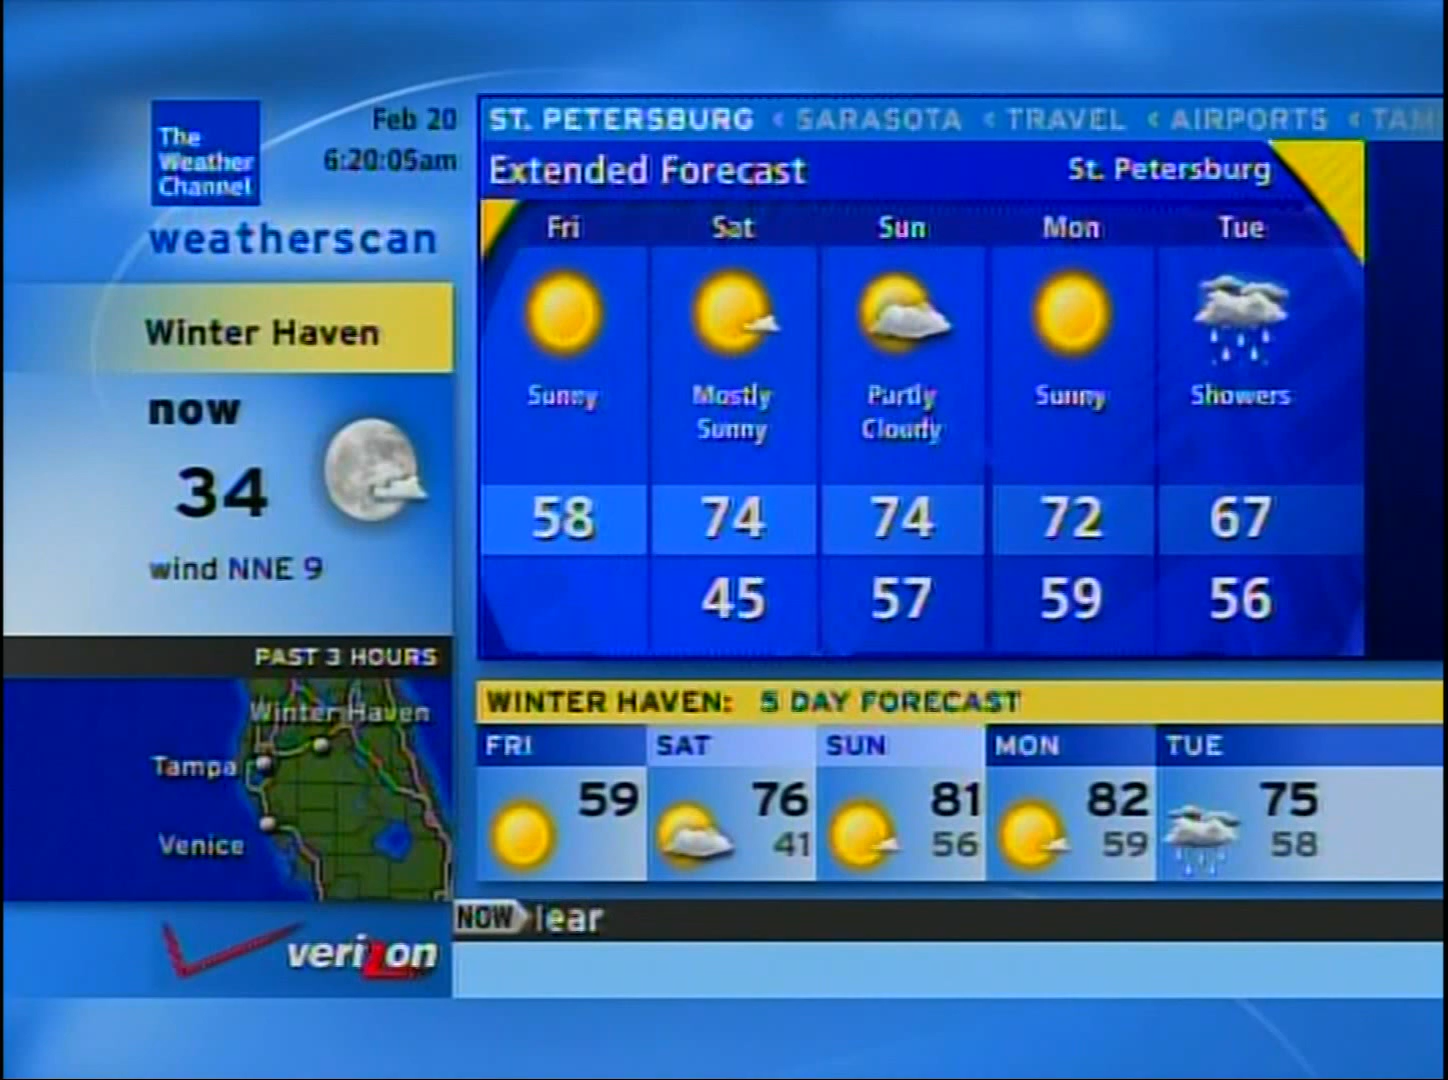 The
Weather
Channel
Feb 20
6:20:05am
weatherscan
ST. PETERSBURG < SARASOTA < TRAVEL < AIRPORTS < TAM
Extended Forecast St. Petersburg
Fri Sat Sun Mon Tue
Sunny Mostly Sunny Partly Cloudy Sunny Showers
58 74 74 72 67
45 57 59 56
Winter Haven
now
34
wind NNE 9
PAST 3 HOURS
Winter Haven
Tampa
Venice
WINTER HAVEN: 5 DAY FORECAST
FRI SAT SUN MON TUE
59 76 81 82 75
41 56 59 58
NOW lear
verizon